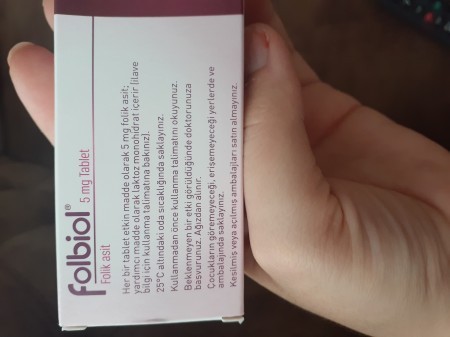 folbiol® 5 mg Tablet
Folik asit
Her bir tablet etkin madde olarak 5 mg folik asit;
yardımcı madde olarak laktoz monohidrat içerir (ilave
bilgi için kullanma talimatına bakınız).
25°C altındaki oda sıcaklığında saklayınız.
Kullanmadan önce kullanma talimatını okuyunuz.
Beklenmeyen bir etki görüldüğünde doktorunuza
başvurunuz. Ağızdan alınır.
Çocukların göremeyeceği, erişemeyeceği yerlerde ve
ambalajında saklayınız.
Kesilmiş veya açılmış ambalajları satın almayınız.